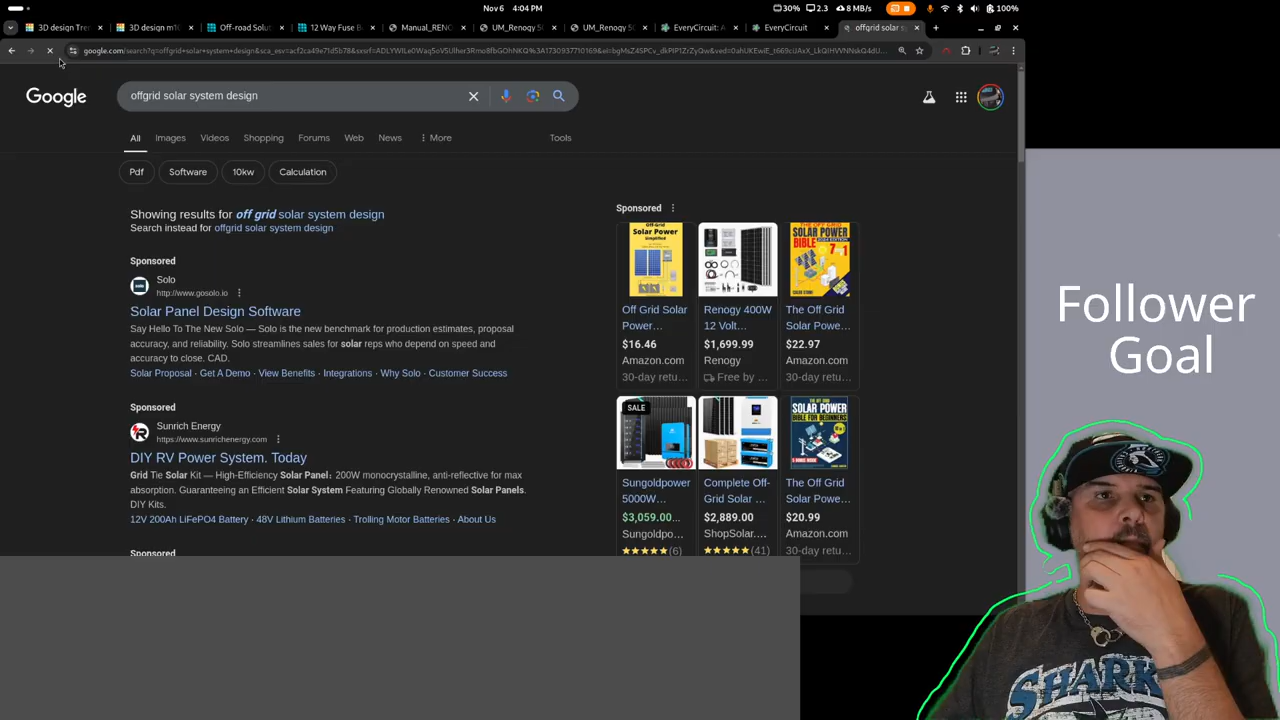 Nov 6 4:04 PM
30% 2.3 100%
3D design Tre
3D design m1
Off-road Solut
12 Way Fuse B
Manual_RENO
UM_Renogy 50
UM_Renogy 50
EveryCircuit
EveryCircuit
offgrid solar sy
Google
offgrid solar system design
All Images Videos Shopping Forums Web News More Tools
Pdf Software 10kw Calculation
Showing results for off grid solar system design
Search instead for offgrid solar system design
Sponsored
Solo
http://www.gosolo.io
Solar Panel Design Software
Say Hello To The New Solo — Solo is the new benchmark for production estimates, proposal
accuracy, and reliability. Solo streamlines sales for solar reps who depend on speed and
accuracy to close. CAD.
Solar Proposal · Get A Demo · View Benefits · Integrations · Why Solo · Customer Success
Sponsored
Sunrich Energy
https://www.sunrichenergy.com
DIY RV Power System. Today
Grid Tie Solar Kit — High-Efficiency Solar Panel: 200W monocrystalline, anti-reflective for max
absorption. Guaranteeing an Efficient Solar System Featuring Globally Renowned Solar Panels.
DIY Kits.
12V 200Ah LiFePO4 Battery · 48V Lithium Batteries · Trolling Motor Batteries · About Us
Sponsored
Sponsored
Off Grid Solar
Power…
$16.46
Amazon.com
30-day retu…
Renogy 400W
12 Volt…
$1,699.99
Renogy
Free by …
The Off Grid
Solar Powe…
$22.97
Amazon.com
30-day retu…
SALE
Sungoldpower
5000W…
$3,059.00…
Sungoldpo…
(6)
Complete Off-
Grid Solar …
$2,889.00
ShopSolar.…
(41)
The Off Grid
Solar Powe…
$20.99
Amazon.com
30-day retu…
Follower
Goal
SHARK